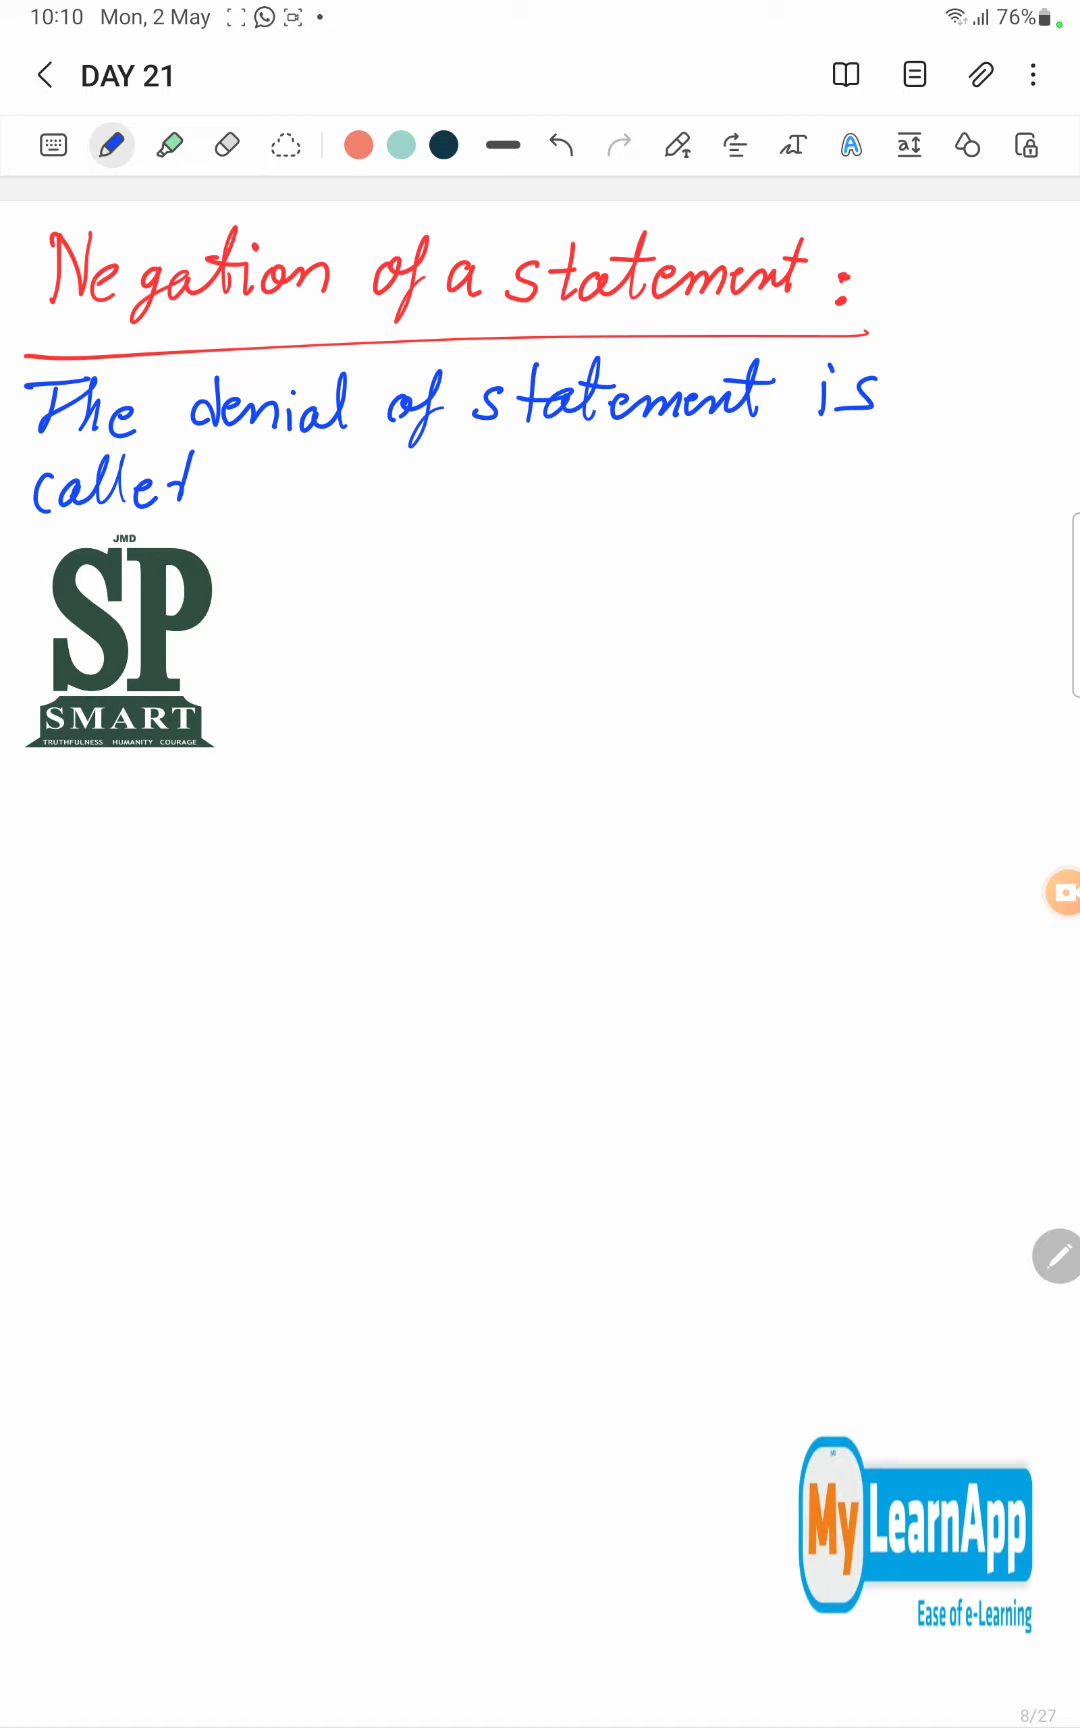 10:10 Mon, 2 May 76%
DAY 21
Negation of a statement :
The denial of statement is
called
JMD
SP
SMART
TRUTHFULNESS HUMANITY COURAGE
My LearnApp
Ease of e-Learning
8/27